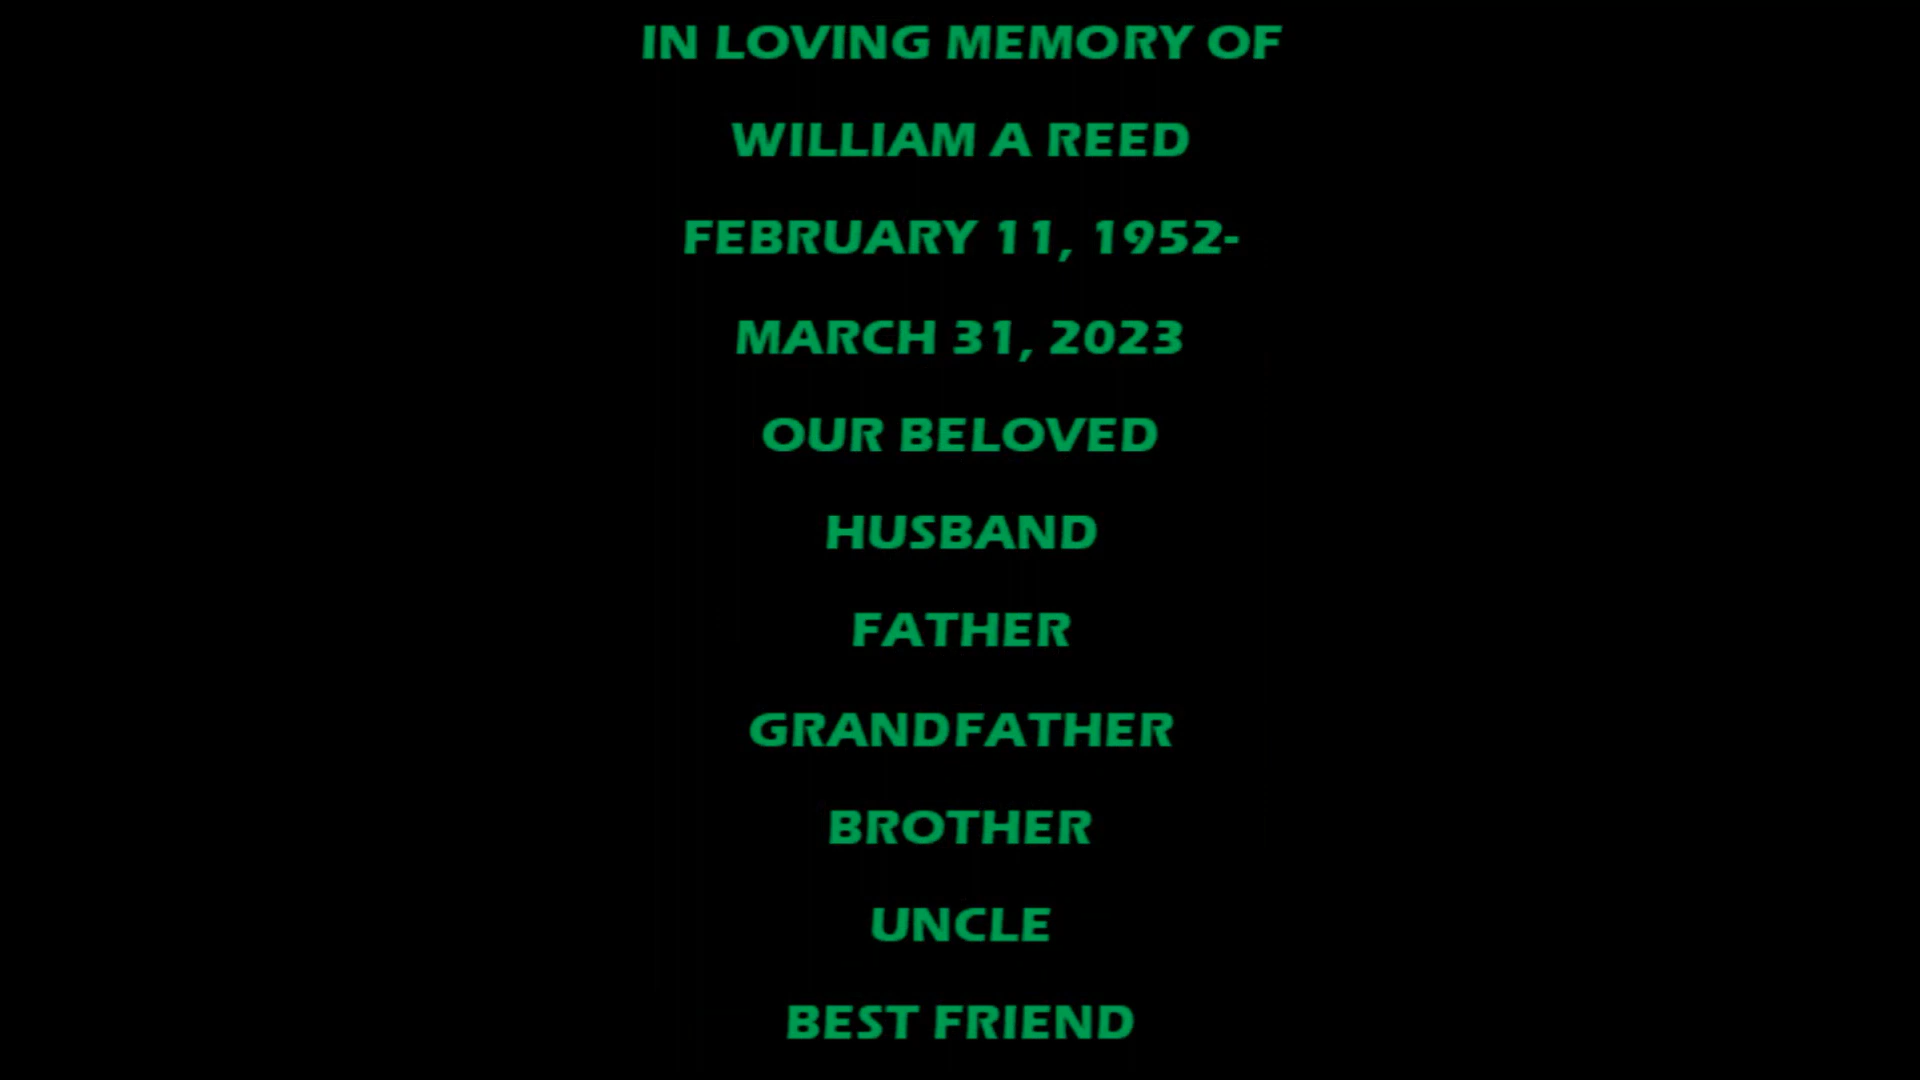 IN LOVING MEMORY OF
WILLIAM A REED
FEBRUARY 11, 1952-
MARCH 31, 2023
OUR BELOVED
HUSBAND
FATHER
GRANDFATHER
BROTHER
UNCLE
BEST FRIEND